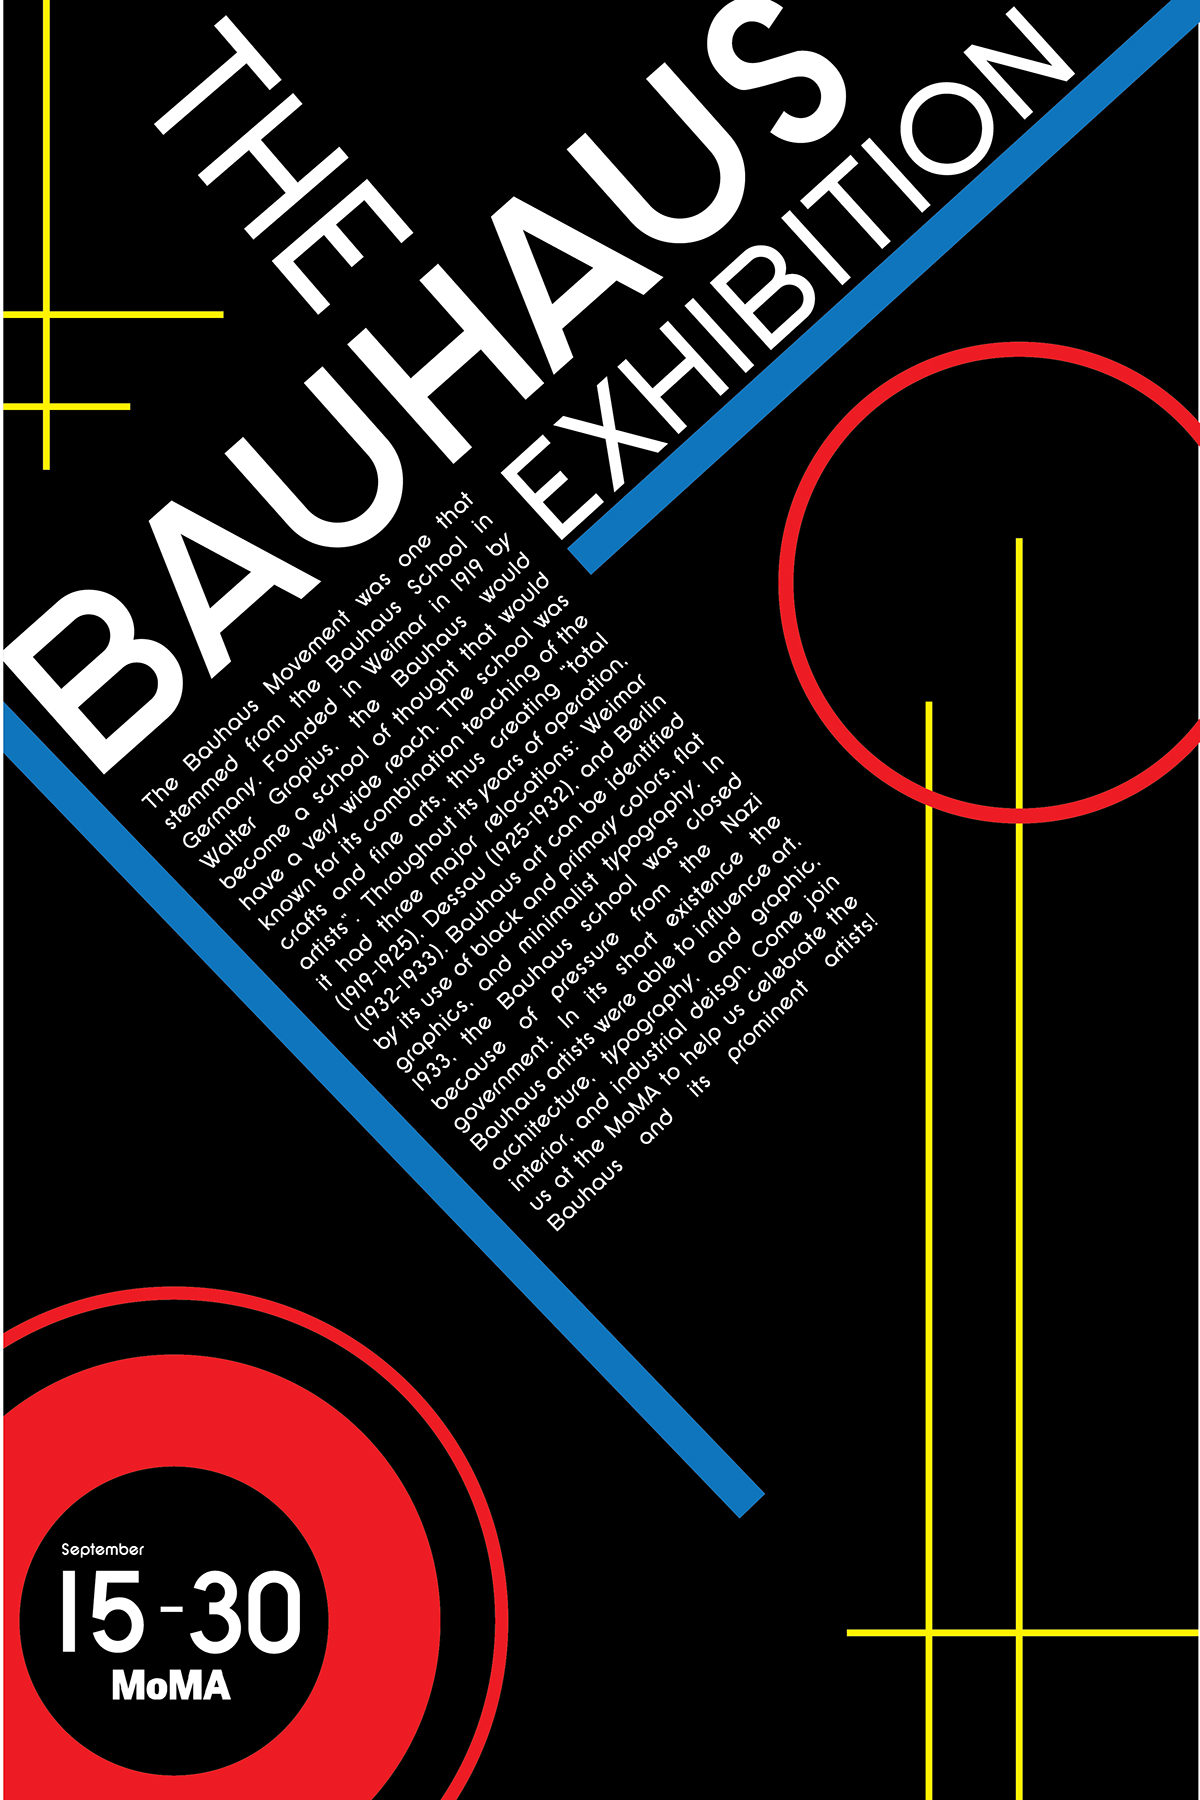 THE
BAUHAUS
EXHIBITION
The Bauhaus Movement was one that
stemmed from the Bauhaus School in
Germany. Founded in Weimar in 1919 by
Walter Gropius, the Bauhaus would
become a school of thought that would
have a very wide reach. The school was
known for its combination teaching of the
crafts and fine arts, thus creating "total
artists". Throughout its years of operation,
it had three major relocations: Weimar
(1919-1925), Dessau (1925-1932), and Berlin
(1932-1933). Bauhaus art can be identified
by its use of black and primary colors, flat
graphics, and minimalist typography. In
1933, the Bauhaus school was closed
because of pressure from the Nazi
government. In its short existence the
Bauhaus artists were able to influence art,
architecture, typography, and graphic,
interior, and industrial deisgn. Come join
us at the MoMA to help us celebrate the
Bauhaus and its prominent artists!
September
15-30
MoMA